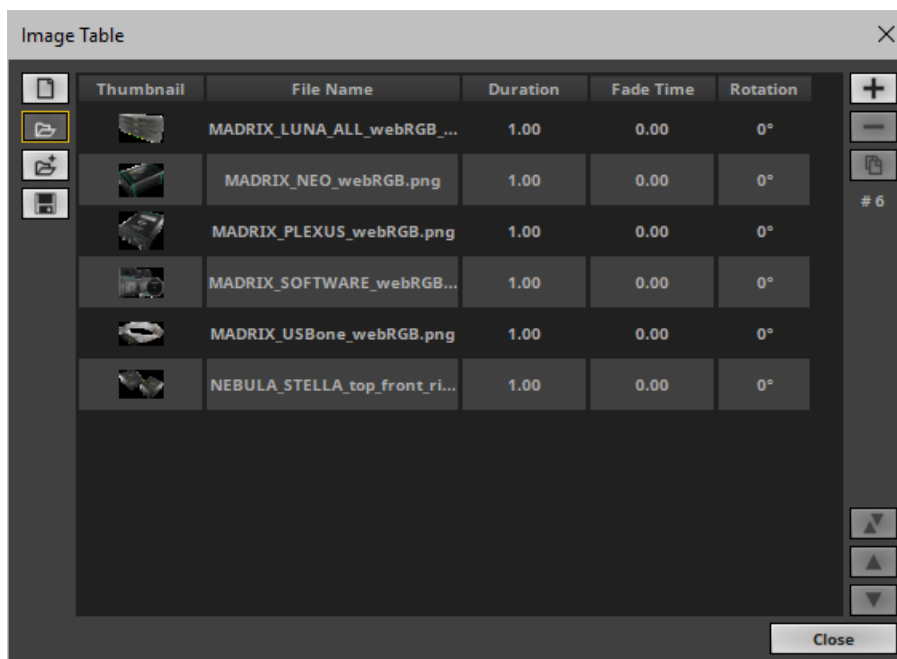 Image Table
Thumbnail File Name Duration Fade Time Rotation
MADRIX_LUNA_ALL_webRGB_... 1.00 0.00 0°
MADRIX_NEO_webRGB.png 1.00 0.00 0°
# 6
MADRIX_PLEXUS_webRGB.png 1.00 0.00 0°
MADRIX_SOFTWARE_webRGB... 1.00 0.00 0°
MADRIX_USBone_webRGB.png 1.00 0.00 0°
NEBULA_STELLA_top_front_ri... 1.00 0.00 0°
Close